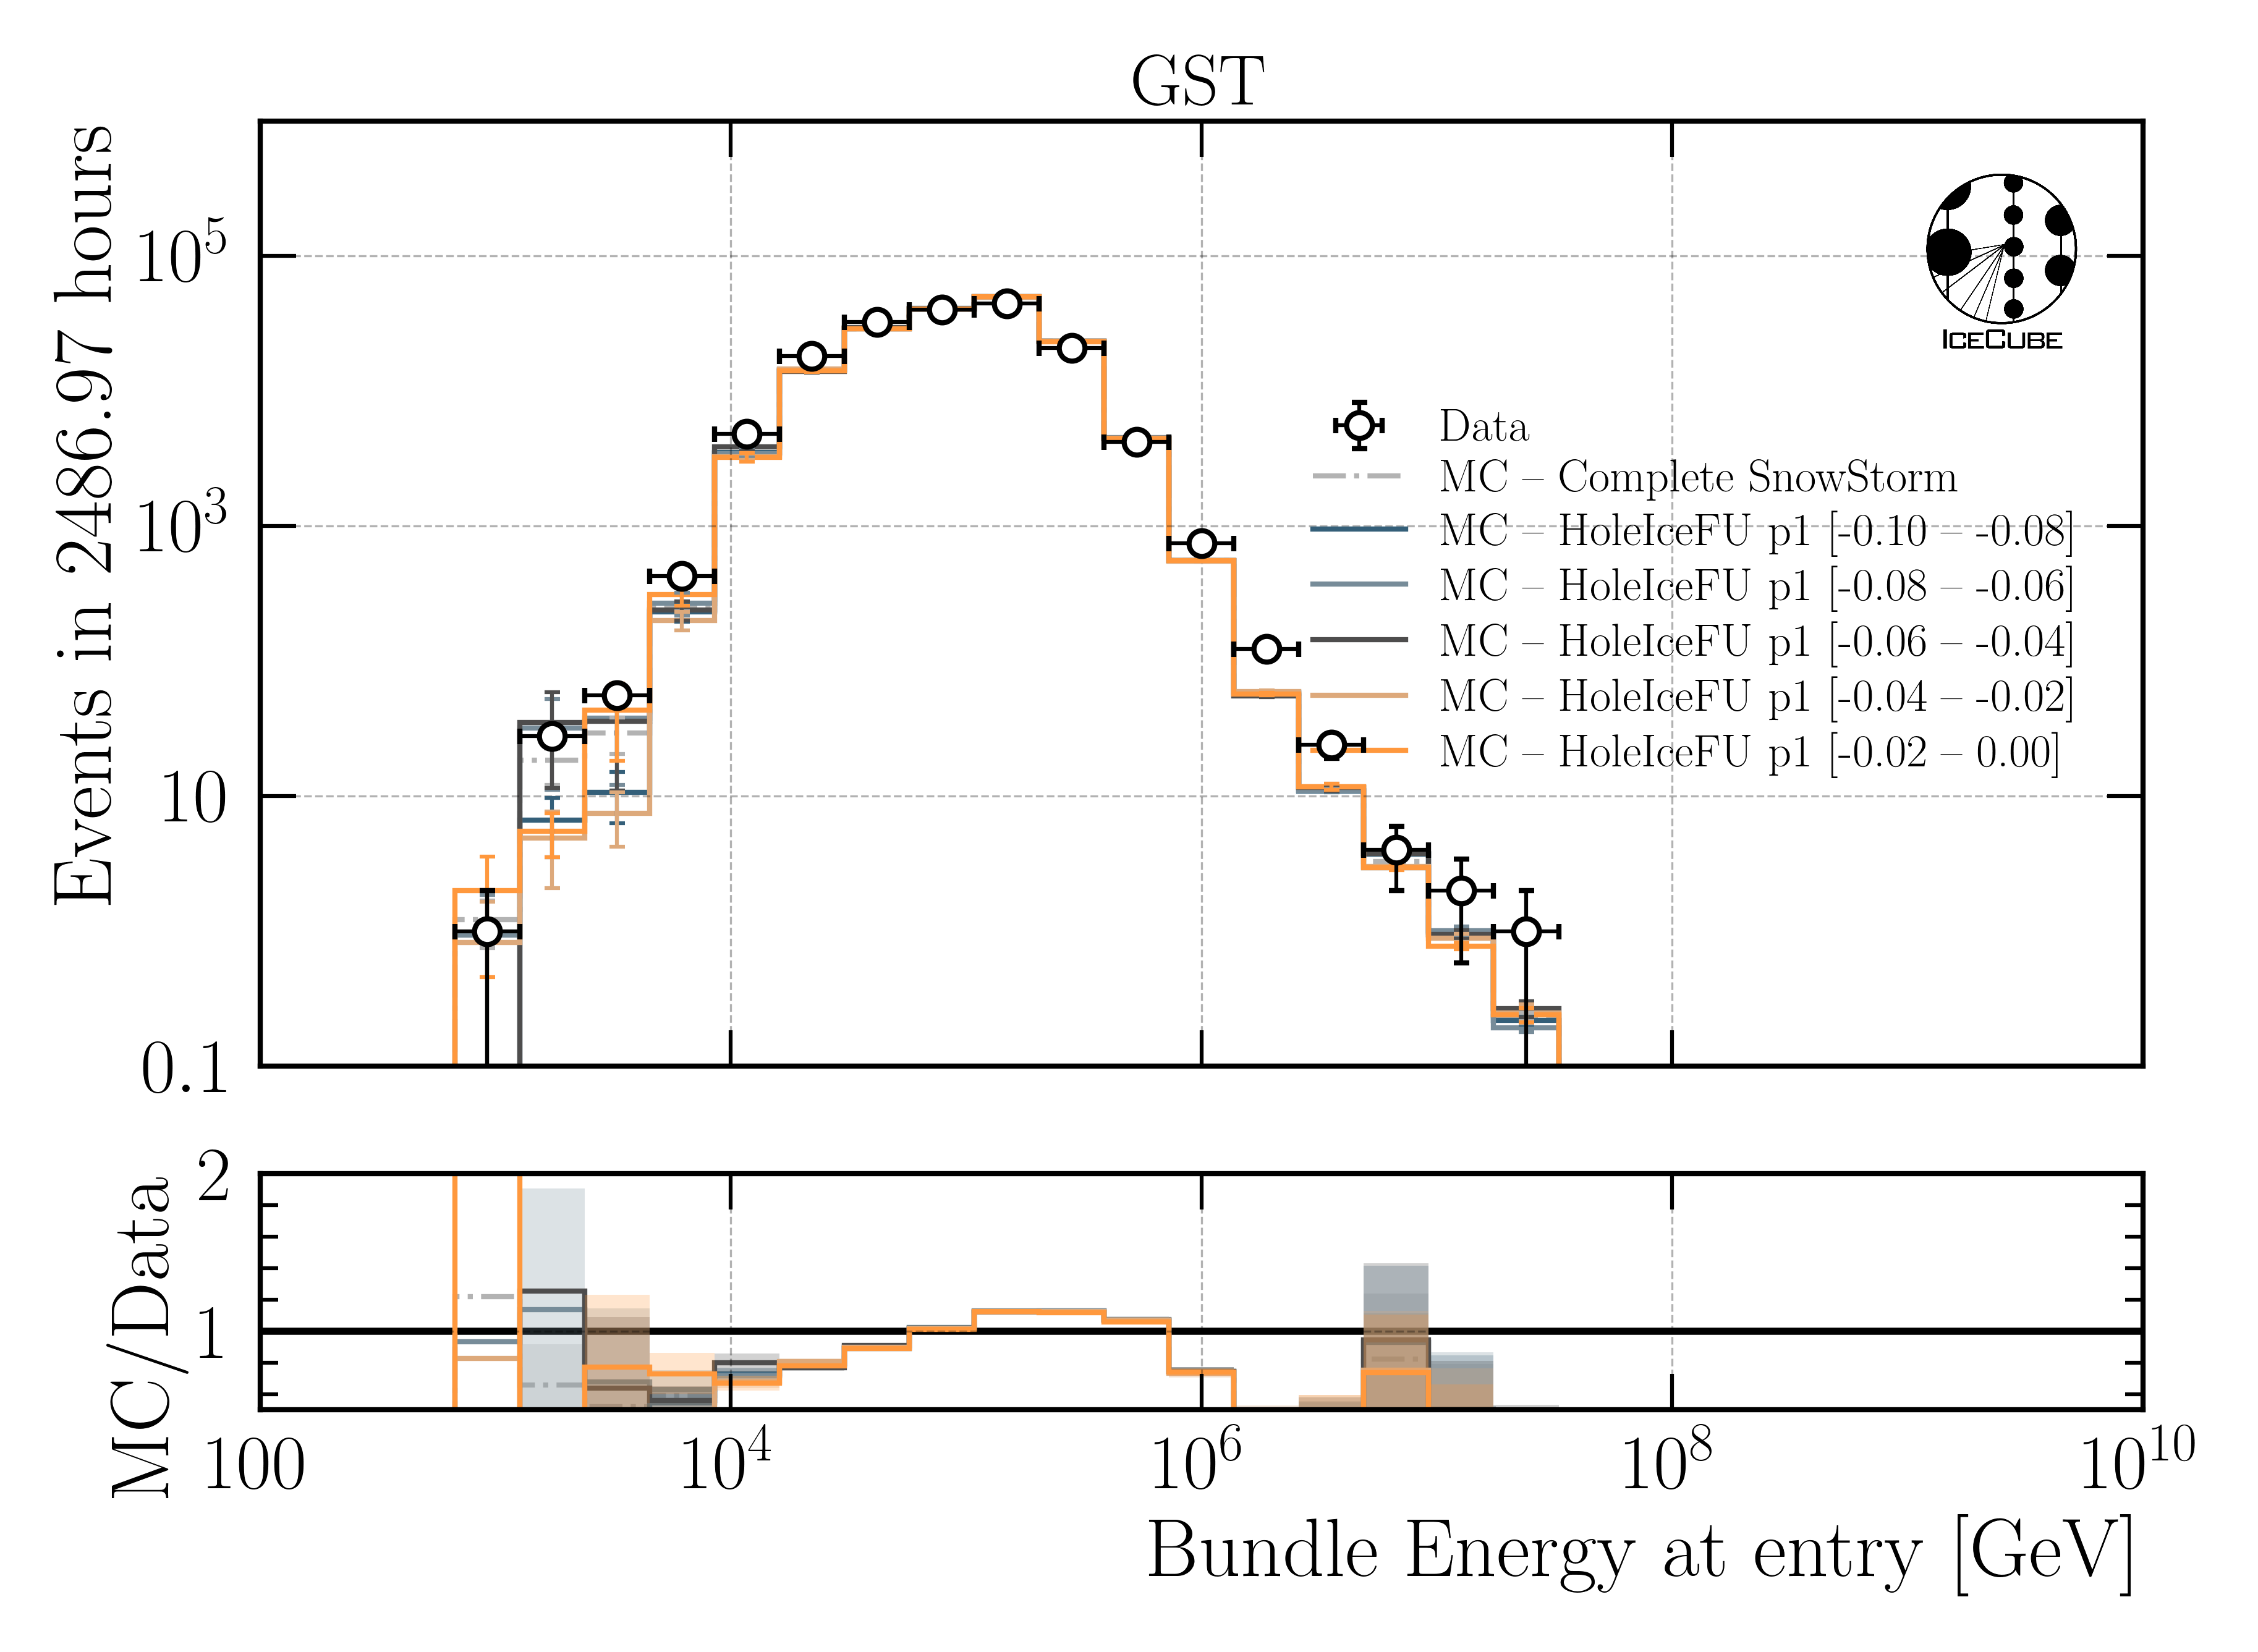 GST
Events in 2486.97 hours
10^5
10^3
10
0.1
ICECUBE
Data
MC – Complete SnowStorm
MC – HoleIceFU p1 [-0.10 – -0.08]
MC – HoleIceFU p1 [-0.08 – -0.06]
MC – HoleIceFU p1 [-0.06 – -0.04]
MC – HoleIceFU p1 [-0.04 – -0.02]
MC – HoleIceFU p1 [-0.02 – 0.00]
MC/Data
2
1
100
10^4
10^6
10^8
10^10
Bundle Energy at entry [GeV]